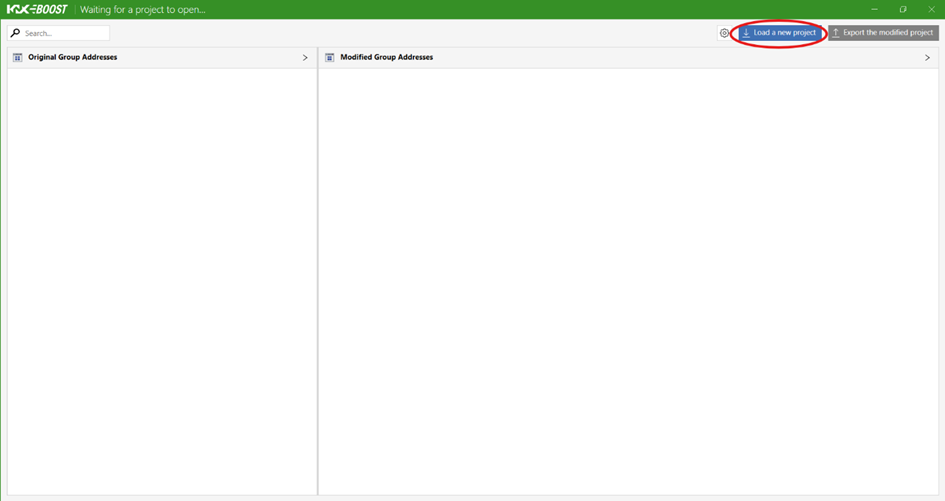 KNX-BOOST Waiting for a project to open...
Search...
Load a new project
Export the modified project
Original Group Addresses
Modified Group Addresses